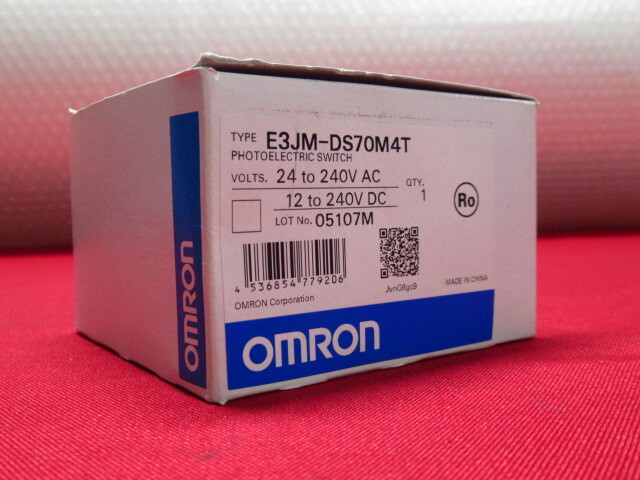 TYPE E3JM-DS70M4T
PHOTOELECTRIC SWITCH
VOLTS. 24 to 240V AC
12 to 240V DC
QTY.
1
LOT No. 05107M
Ro
4 536854 779206
JvnG6gc9
MADE IN CHINA
OMRON Corporation
OMRON
OMRON